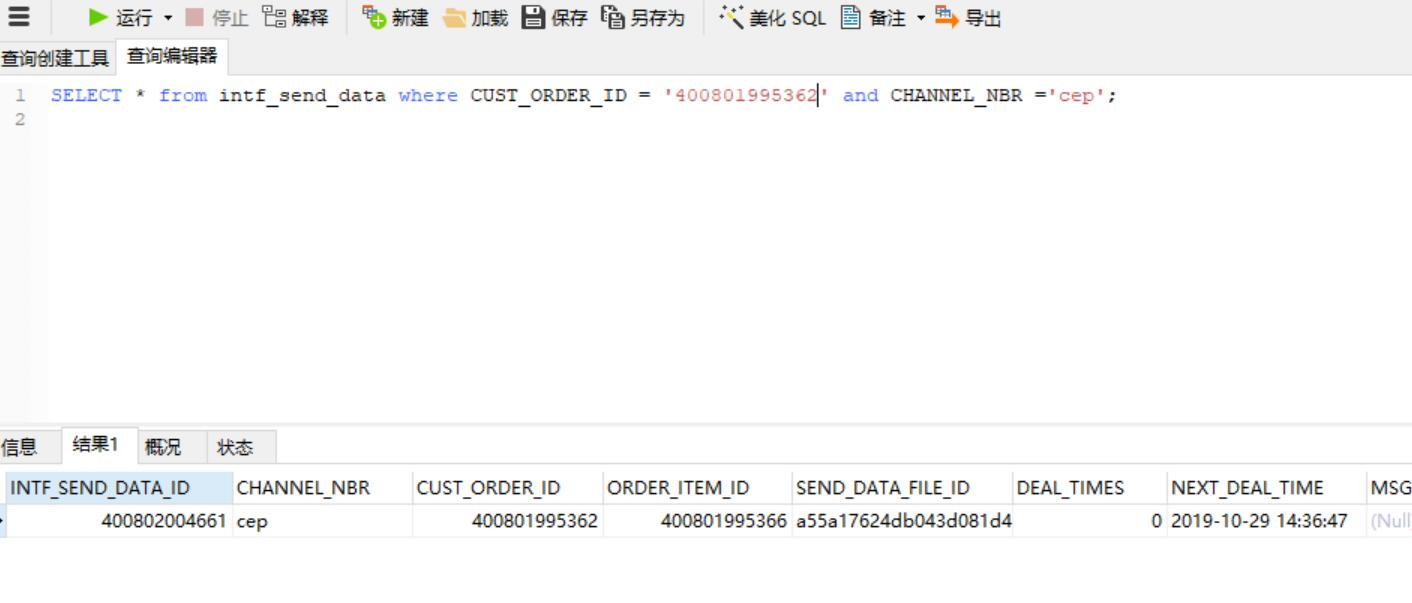 运行 停止 解释 新建 加载 保存 另存为 美化 SQL 备注 导出
查询创建工具 查询编辑器
1 SELECT * from intf_send_data where CUST_ORDER_ID = '400801995362' and CHANNEL_NBR ='cep';
2
信息 结果1 概况 状态
INTF_SEND_DATA_ID CHANNEL_NBR CUST_ORDER_ID ORDER_ITEM_ID SEND_DATA_FILE_ID DEAL_TIMES NEXT_DEAL_TIME MSG
400802004661 cep 400801995362 400801995366 a55a17624db043d081d4 0 2019-10-29 14:36:47 (Null